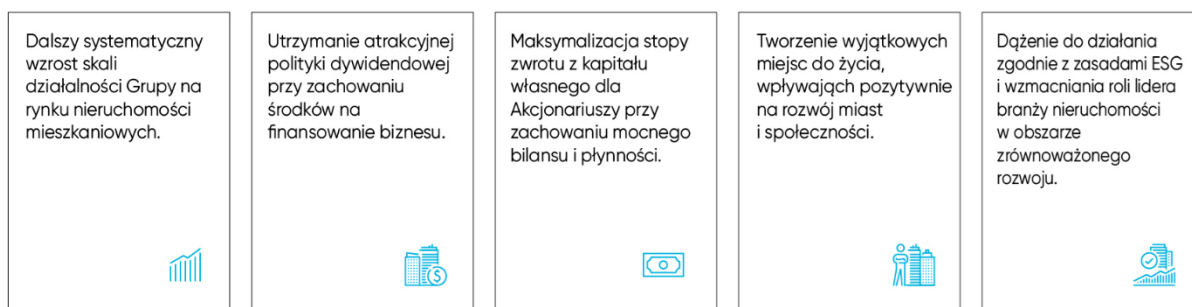 Dalszy systematyczny
wzrost skali
działalności Grupy na
rynku nieruchomości
mieszkaniowych.
Utrzymanie atrakcyjnej
polityki dywidendowej
przy zachowaniu
środków na
finansowanie biznesu.
Maksymalizacja stopy
zwrotu z kapitału
własnego dla
Akcjonariuszy przy
zachowaniu mocnego
bilansu i płynności.
Tworzenie wyjątkowych
miejsc do życia,
wpływających pozytywnie
na rozwój miast
i społeczności.
Dążenie do działania
zgodnie z zasadami ESG
i wzmacniania roli lidera
branży nieruchomości
w obszarze
zrównoważonego
rozwoju.
$